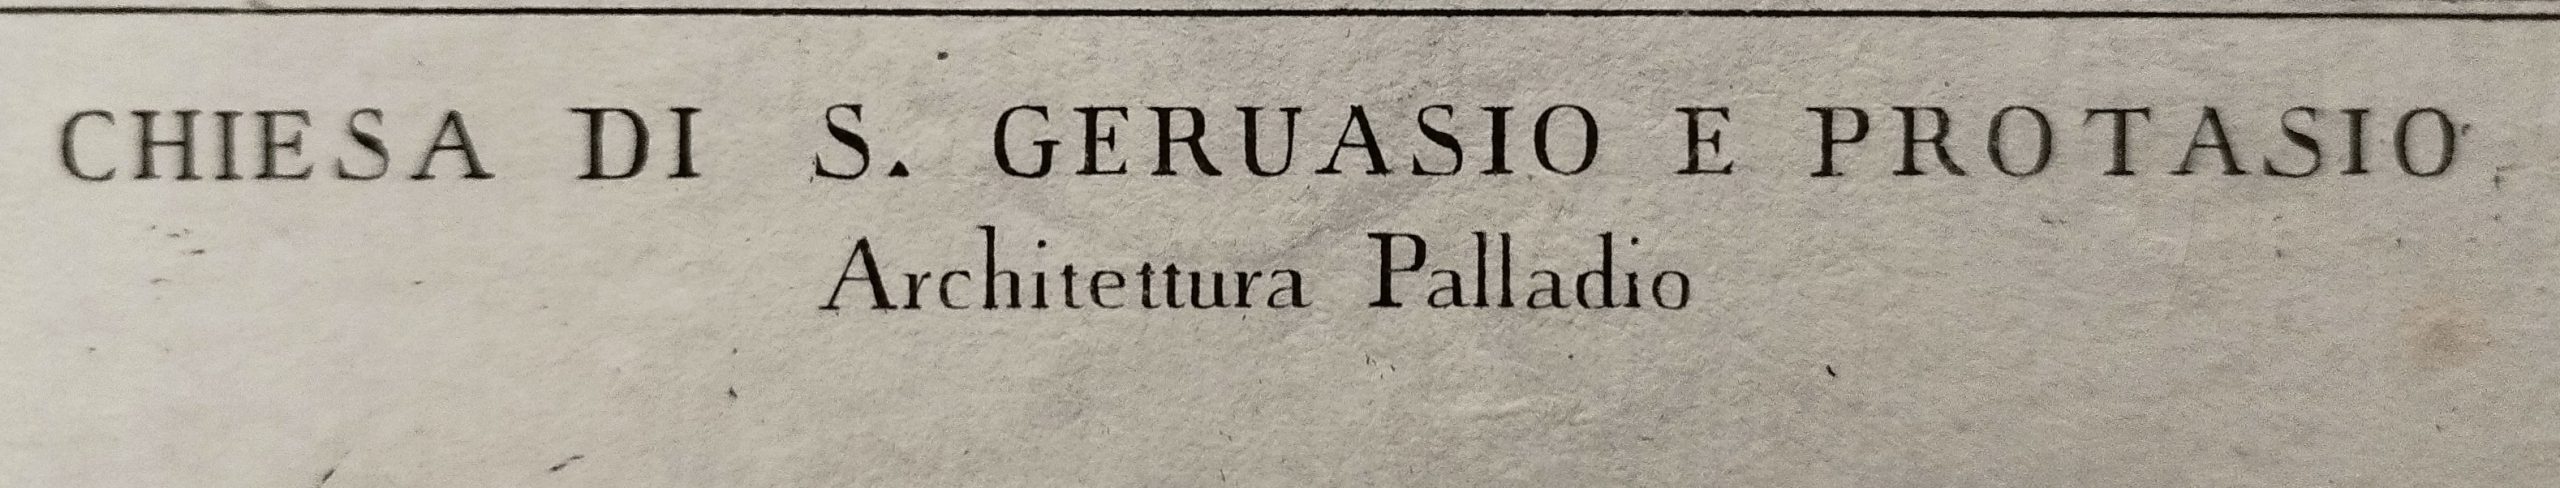 CHIESA DI S. GERUASIO E PROTASIO
Architettura Palladio